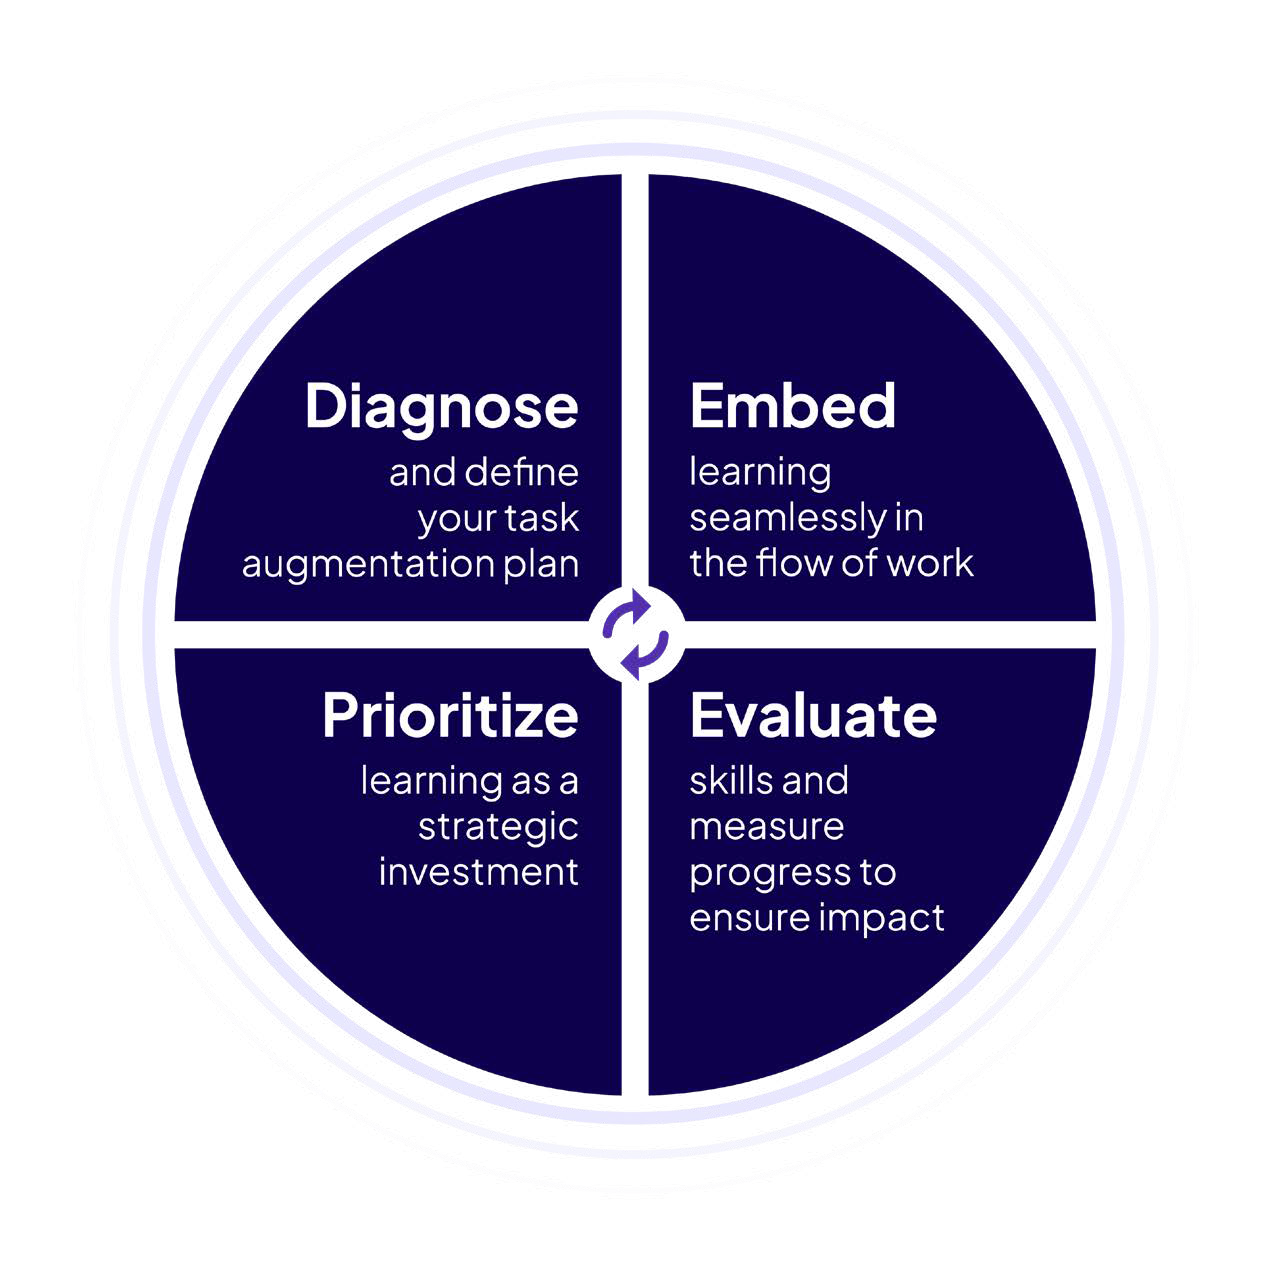 Diagnose
and define
your task
augmentation plan
Embed
learning
seamlessly in
the flow of work
Prioritize
learning as a
strategic
investment
Evaluate
skills and
measure
progress to
ensure impact